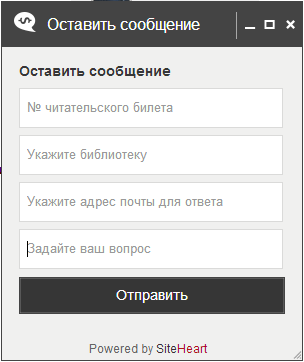 Оставить сообщение
Оставить сообщение
№ читательского билета
Укажите библиотеку
Укажите адрес почты для ответа
Задайте ваш вопрос
Отправить
Powered by SiteHeart